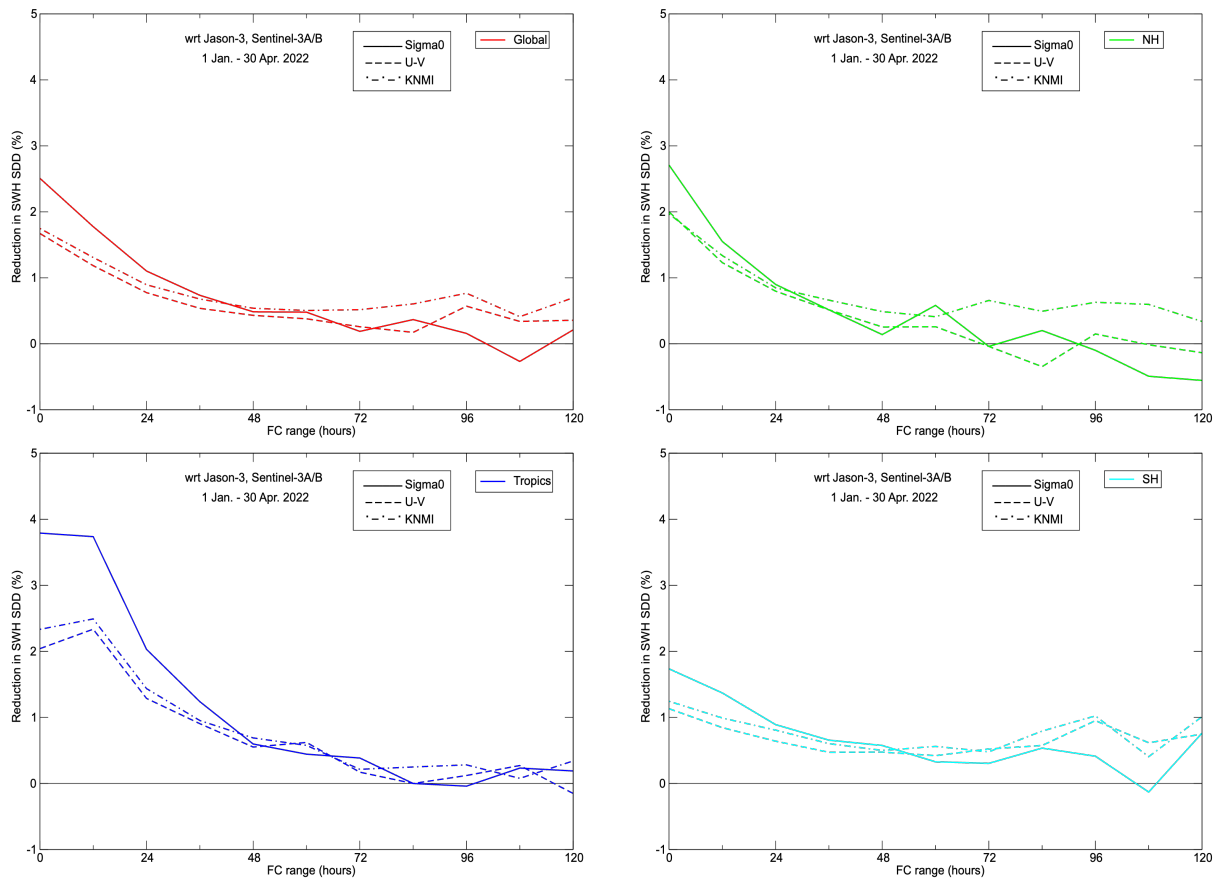 5
4
3
2
1
0
-1
Reduction in SWH SDD (%)
wrt Jason-3, Sentinel-3A/B
1 Jan. - 30 Apr. 2022
Sigma0
U-V
KNMI
Global
0 24 48 72 96 120
FC range (hours)
5
4
3
2
1
0
-1
Reduction in SWH SDD (%)
wrt Jason-3, Sentinel-3A/B
1 Jan. - 30 Apr. 2022
Sigma0
U-V
KNMI
NH
0 24 48 72 96 120
FC range (hours)
5
4
3
2
1
0
-1
Reduction in SWH SDD (%)
wrt Jason-3, Sentinel-3A/B
1 Jan. - 30 Apr. 2022
Sigma0
U-V
KNMI
Tropics
0 24 48 72 96 120
FC range (hours)
5
4
3
2
1
0
-1
Reduction in SWH SDD (%)
wrt Jason-3, Sentinel-3A/B
1 Jan. - 30 Apr. 2022
Sigma0
U-V
KNMI
SH
0 24 48 72 96 120
FC range (hours)